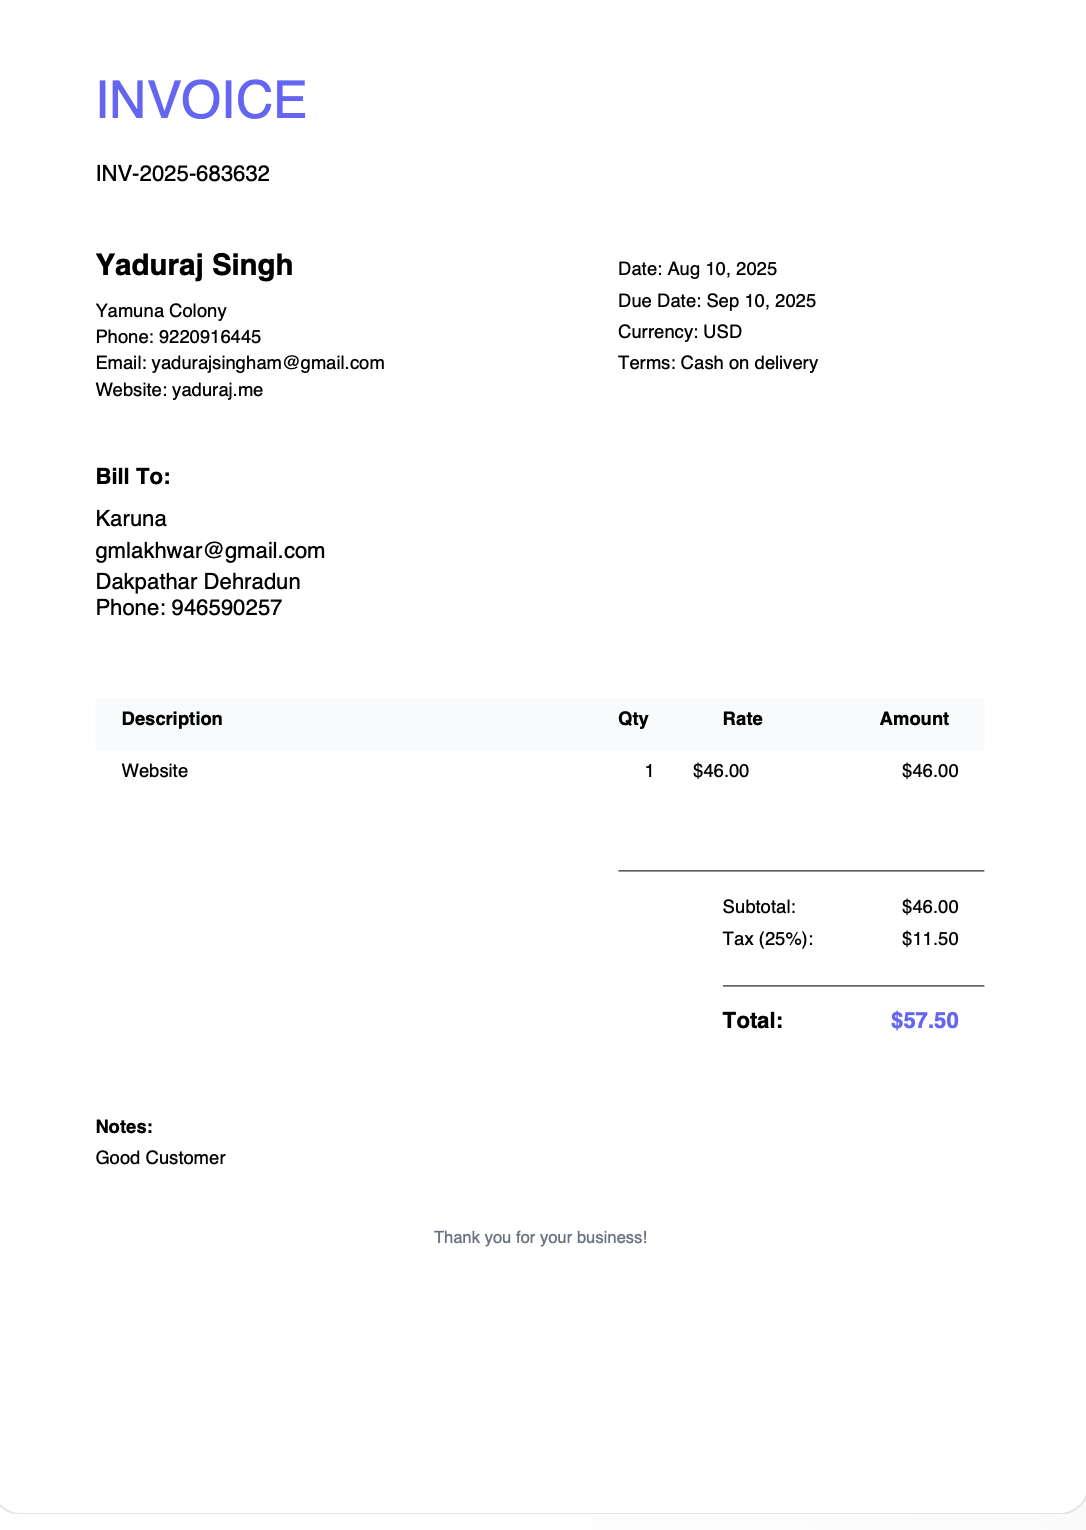 INVOICE
INV-2025-683632
Yaduraj Singh
Yamuna Colony
Phone: 9220916445
Email: yadurajsingham@gmail.com
Website: yaduraj.me
Date: Aug 10, 2025
Due Date: Sep 10, 2025
Currency: USD
Terms: Cash on delivery
Bill To:
Karuna
gmlakhwar@gmail.com
Dakpathar Dehradun
Phone: 946590257
Description Qty Rate Amount
Website 1 $46.00 $46.00
Subtotal: $46.00
Tax (25%): $11.50
Total: $57.50
Notes:
Good Customer
Thank you for your business!